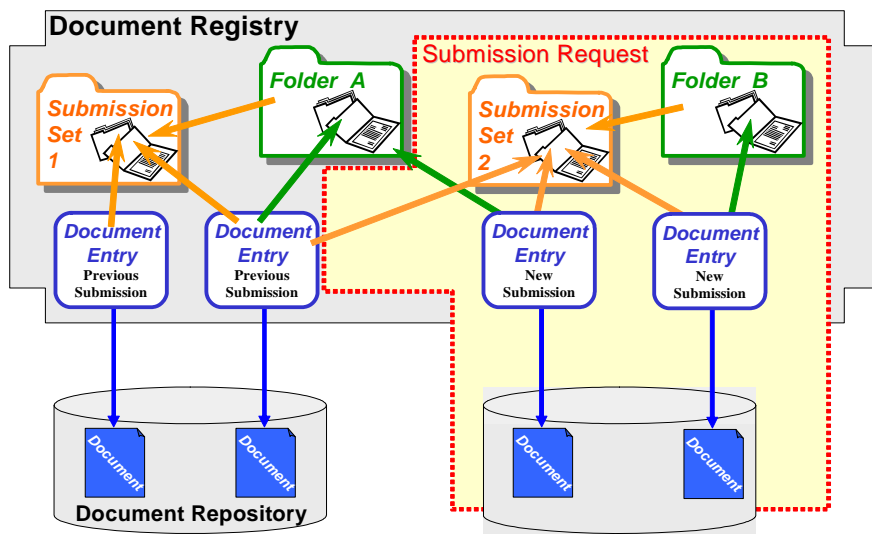 Document Registry
Submission Request
Submission
Set
1
Folder A
Submission
Set
2
Folder B
Document
Entry
Previous
Submission
Document
Entry
Previous
Submission
Document
Entry
New
Submission
Document
Entry
New
Submission
Document
Document
Document
Document
Document Repository